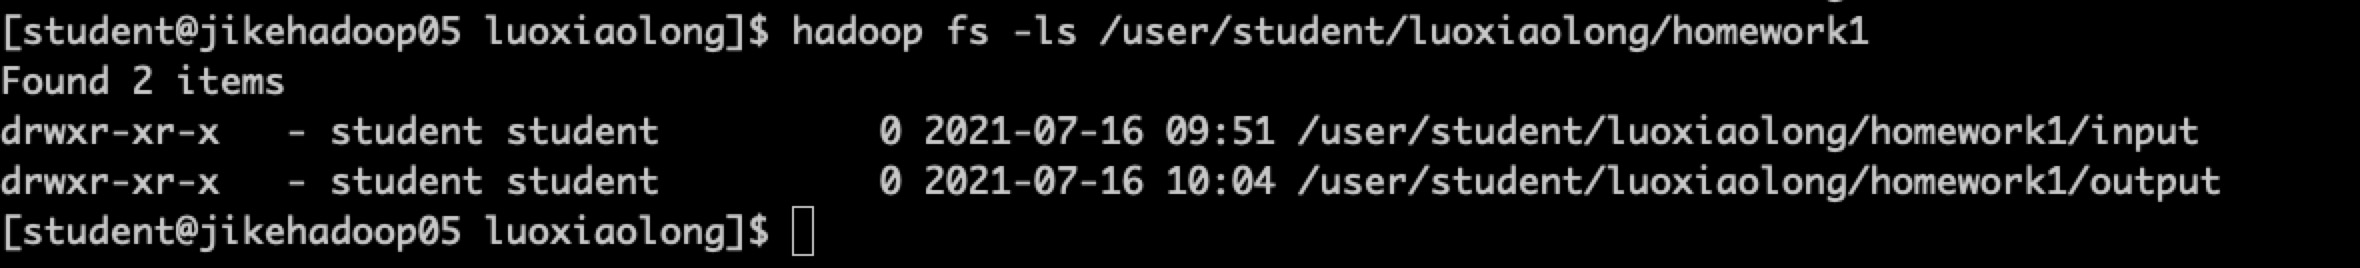 [student@jikehadoop05 luoxiaolong]$ hadoop fs -ls /user/student/luoxiaolong/homework1
Found 2 items
drwxr-xr-x   - student student          0 2021-07-16 09:51 /user/student/luoxiaolong/homework1/input
drwxr-xr-x   - student student          0 2021-07-16 10:04 /user/student/luoxiaolong/homework1/output
[student@jikehadoop05 luoxiaolong]$